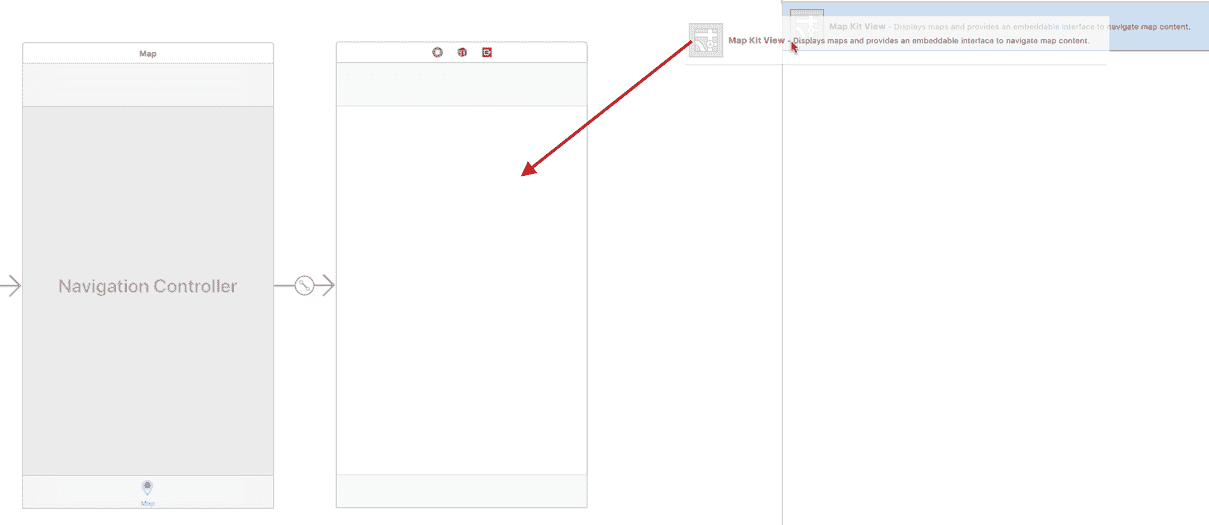 Map
Map Kit View - Displays maps and provides an embeddable interface to navigate map content.
Map Kit View - Displays maps and provides an embeddable interface to navigate map content.
Navigation Controller
Map